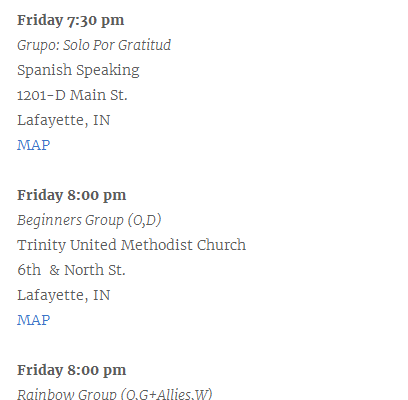 Friday 7:30 pm
Grupo: Solo Por Gratitud
Spanish Speaking
1201-D Main St.
Lafayette, IN
MAP
Friday 8:00 pm
Beginners Group (O,D)
Trinity United Methodist Church
6th & North St.
Lafayette, IN
MAP
Friday 8:00 pm
Rainbow Group (O,G+Allies,W)